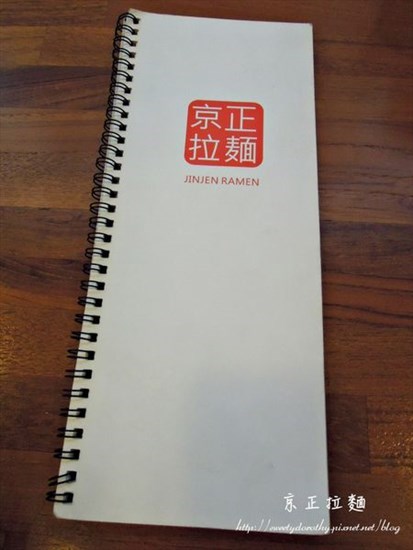 京正
拉麵
JINJEN RAMEN
京正拉麵
http://sweetydorothy.pixnet.net/blog